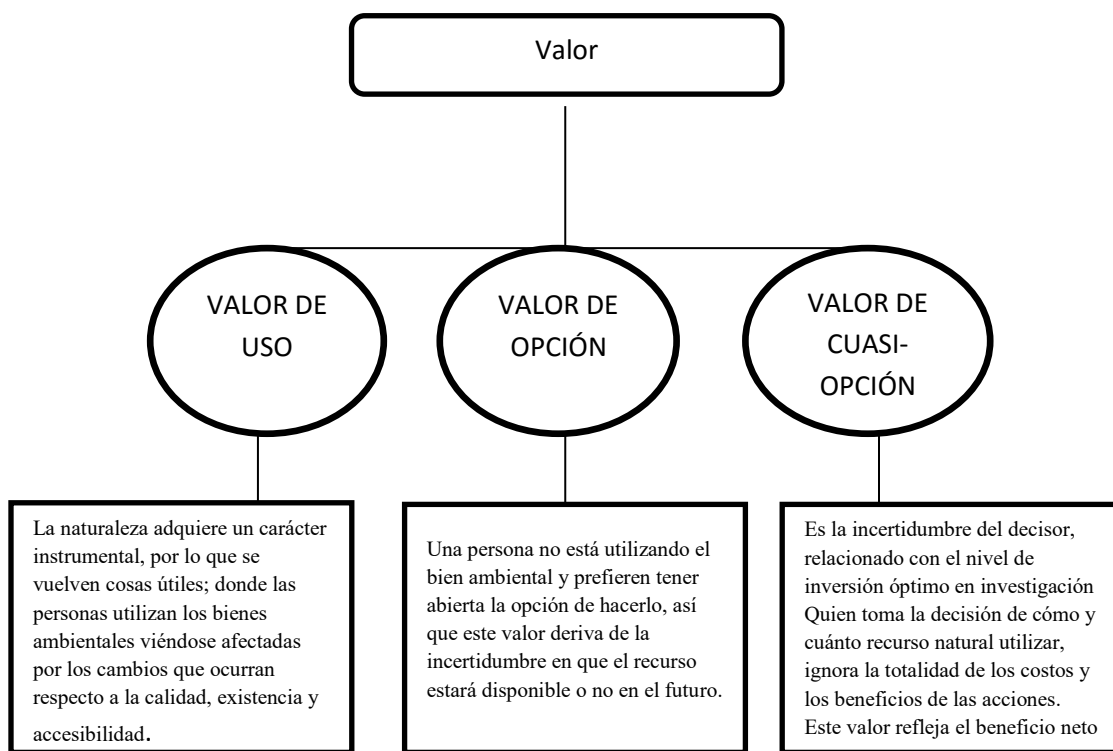 Valor
VALOR DE
USO
VALOR DE
OPCIÓN
VALOR DE
CUASI-
OPCIÓN
La naturaleza adquiere un carácter
instrumental, por lo que se
vuelven cosas útiles; donde las
personas utilizan los bienes
ambientales viéndose afectadas
por los cambios que ocurran
respecto a la calidad, existencia y
accesibilidad.
Una persona no está utilizando el
bien ambiental y prefieren tener
abierta la opción de hacerlo, así
que este valor deriva de la
incertidumbre en que el recurso
estará disponible o no en el futuro.
Es la incertidumbre del decisor,
relacionado con el nivel de
inversión óptimo en investigación
Quien toma la decisión de cómo y
cuánto recurso natural utilizar,
ignora la totalidad de los costos y
los beneficios de las acciones.
Este valor refleja el beneficio neto